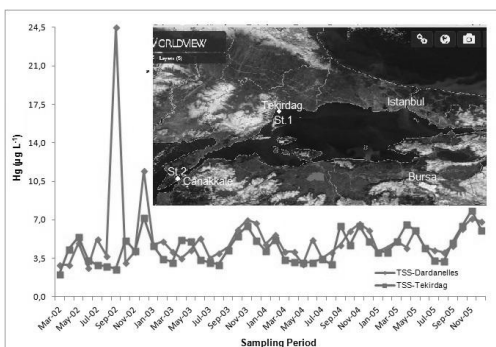 24,5
21,0
17,5
14,0
10,5
7,0
3,5
0,0
Hg (µg L⁻¹)
Mar-02
May-02
Jul-02
Sep-02
Nov-02
Jan-03
Mar-03
May-03
Jul-03
Sep-03
Nov-03
Jan-04
Mar-04
May-04
Jul-04
Sep-04
Nov-04
Jan-05
Mar-05
May-05
Jul-05
Sep-05
Nov-05
Sampling Period
TSS-Dardanelles
TSS-Tekirdag
ORLDVIEW
Layers (5)
Tekirdag
St.1
Istanbul
St.2
Canakkale
Bursa